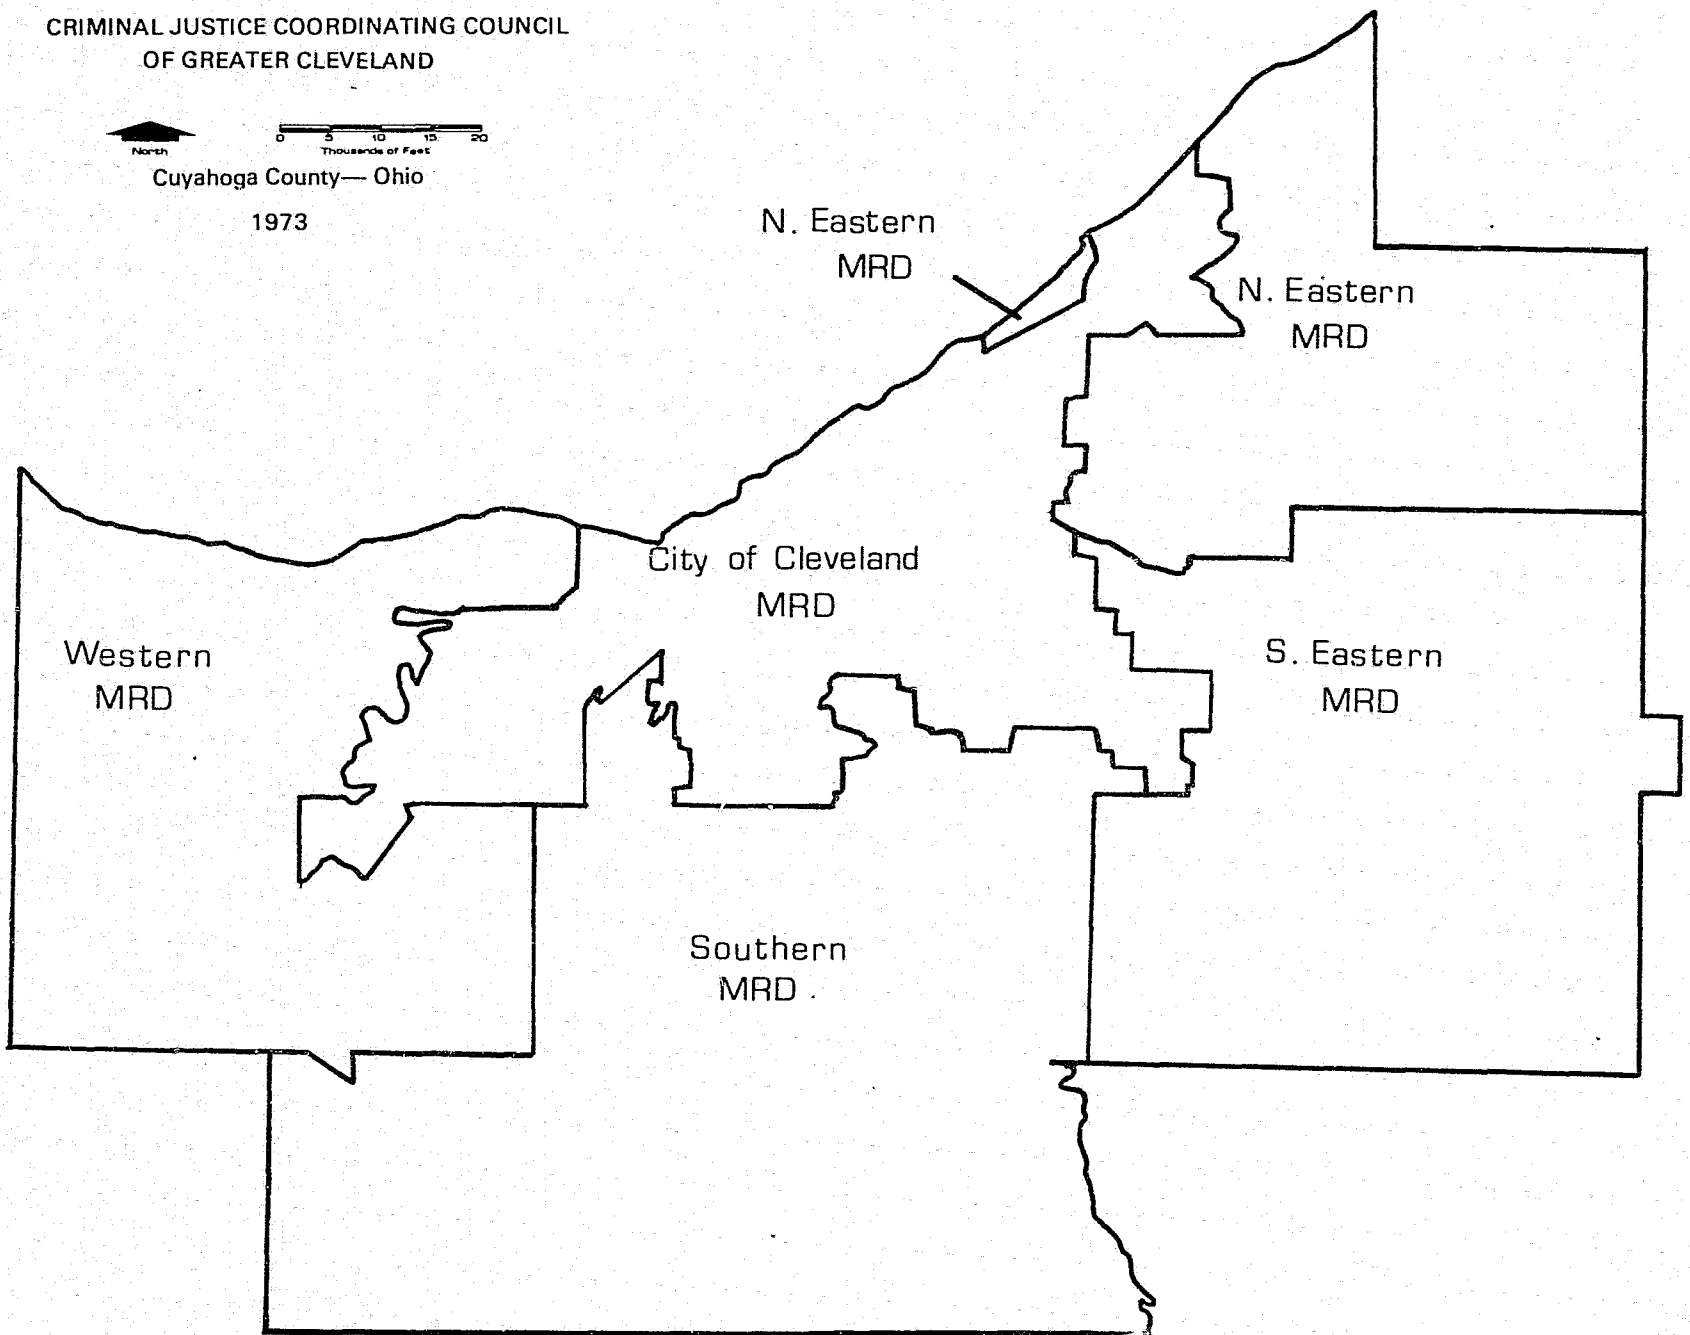 CRIMINAL JUSTICE COORDINATING COUNCIL
OF GREATER CLEVELAND
North
0 5 10 15 20
Thousands of Feet
Cuyahoga County— Ohio
1973
N. Eastern
MRD
N. Eastern
MRD
City of Cleveland
MRD
Western
MRD
S. Eastern
MRD
Southern
MRD